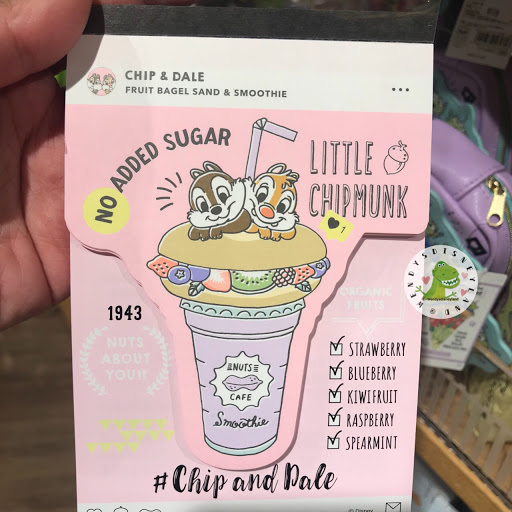 CHIP & DALE
FRUIT BAGEL SAND & SMOOTHIE
NO ADDED SUGAR
LITTLE
CHIPMUNK
1
1943
NUTS
ABOUT
YOU!!
ORGANIC
FRUITS
STRAWBERRY
BLUEBERRY
KIWIFRUIT
RASPBERRY
SPEARMINT
NUTS
CAFE
Smoothie
#Chip and Dale
© Disney